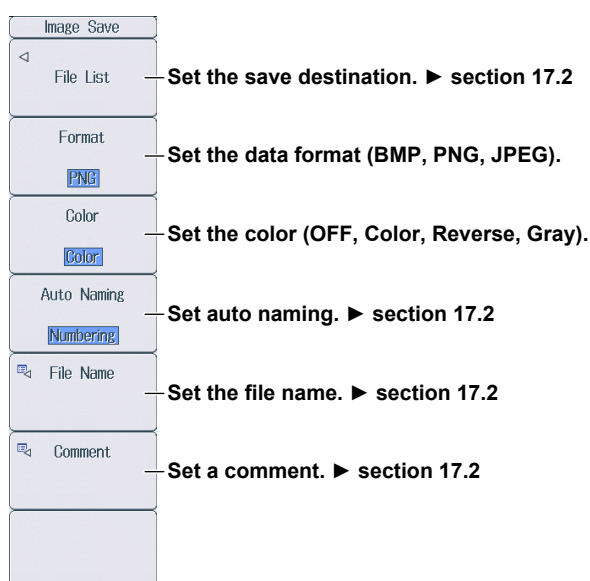 Image Save
File List
Set the save destination. ► section 17.2
Format
PNG
Set the data format (BMP, PNG, JPEG).
Color
Color
Set the color (OFF, Color, Reverse, Gray).
Auto Naming
Numbering
Set auto naming. ► section 17.2
File Name
Set the file name. ► section 17.2
Comment
Set a comment. ► section 17.2